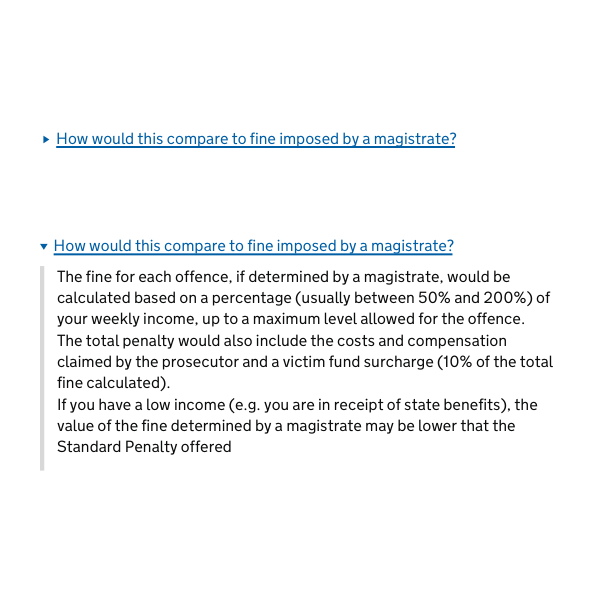 How would this compare to fine imposed by a magistrate?
How would this compare to fine imposed by a magistrate?
The fine for each offence, if determined by a magistrate, would be
calculated based on a percentage (usually between 50% and 200%) of
your weekly income, up to a maximum level allowed for the offence.
The total penalty would also include the costs and compensation
claimed by the prosecutor and a victim fund surcharge (10% of the total
fine calculated).
If you have a low income (e.g. you are in receipt of state benefits), the
value of the fine determined by a magistrate may be lower that the
Standard Penalty offered